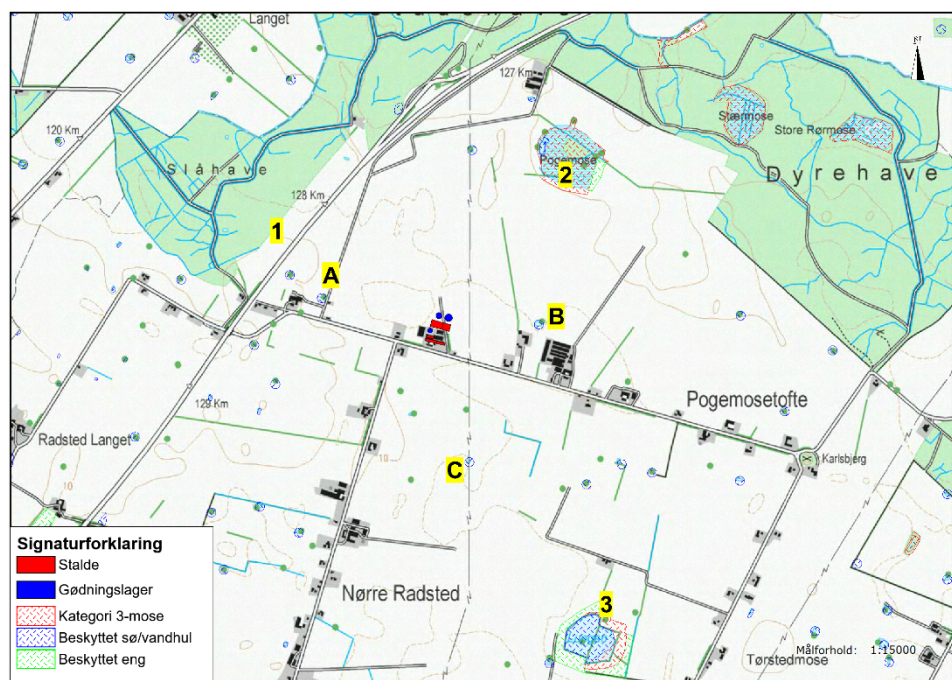 Langet
127 Km
Stærmose
Store Rørmose
120 Km
Pogemose
Slåhave
2
Dyrehave
128 Km
1
A
B
Pogemosetofte
129 Km
Radsted Langet
Karlsbjerg
10
10
C
Signaturforklaring
Stalde
Gødningslager
Kategori 3-mose
Beskyttet sø/vandhul
Beskyttet eng
Nørre Radsted
3
Målforhold: 1:15000
Tørstedmose